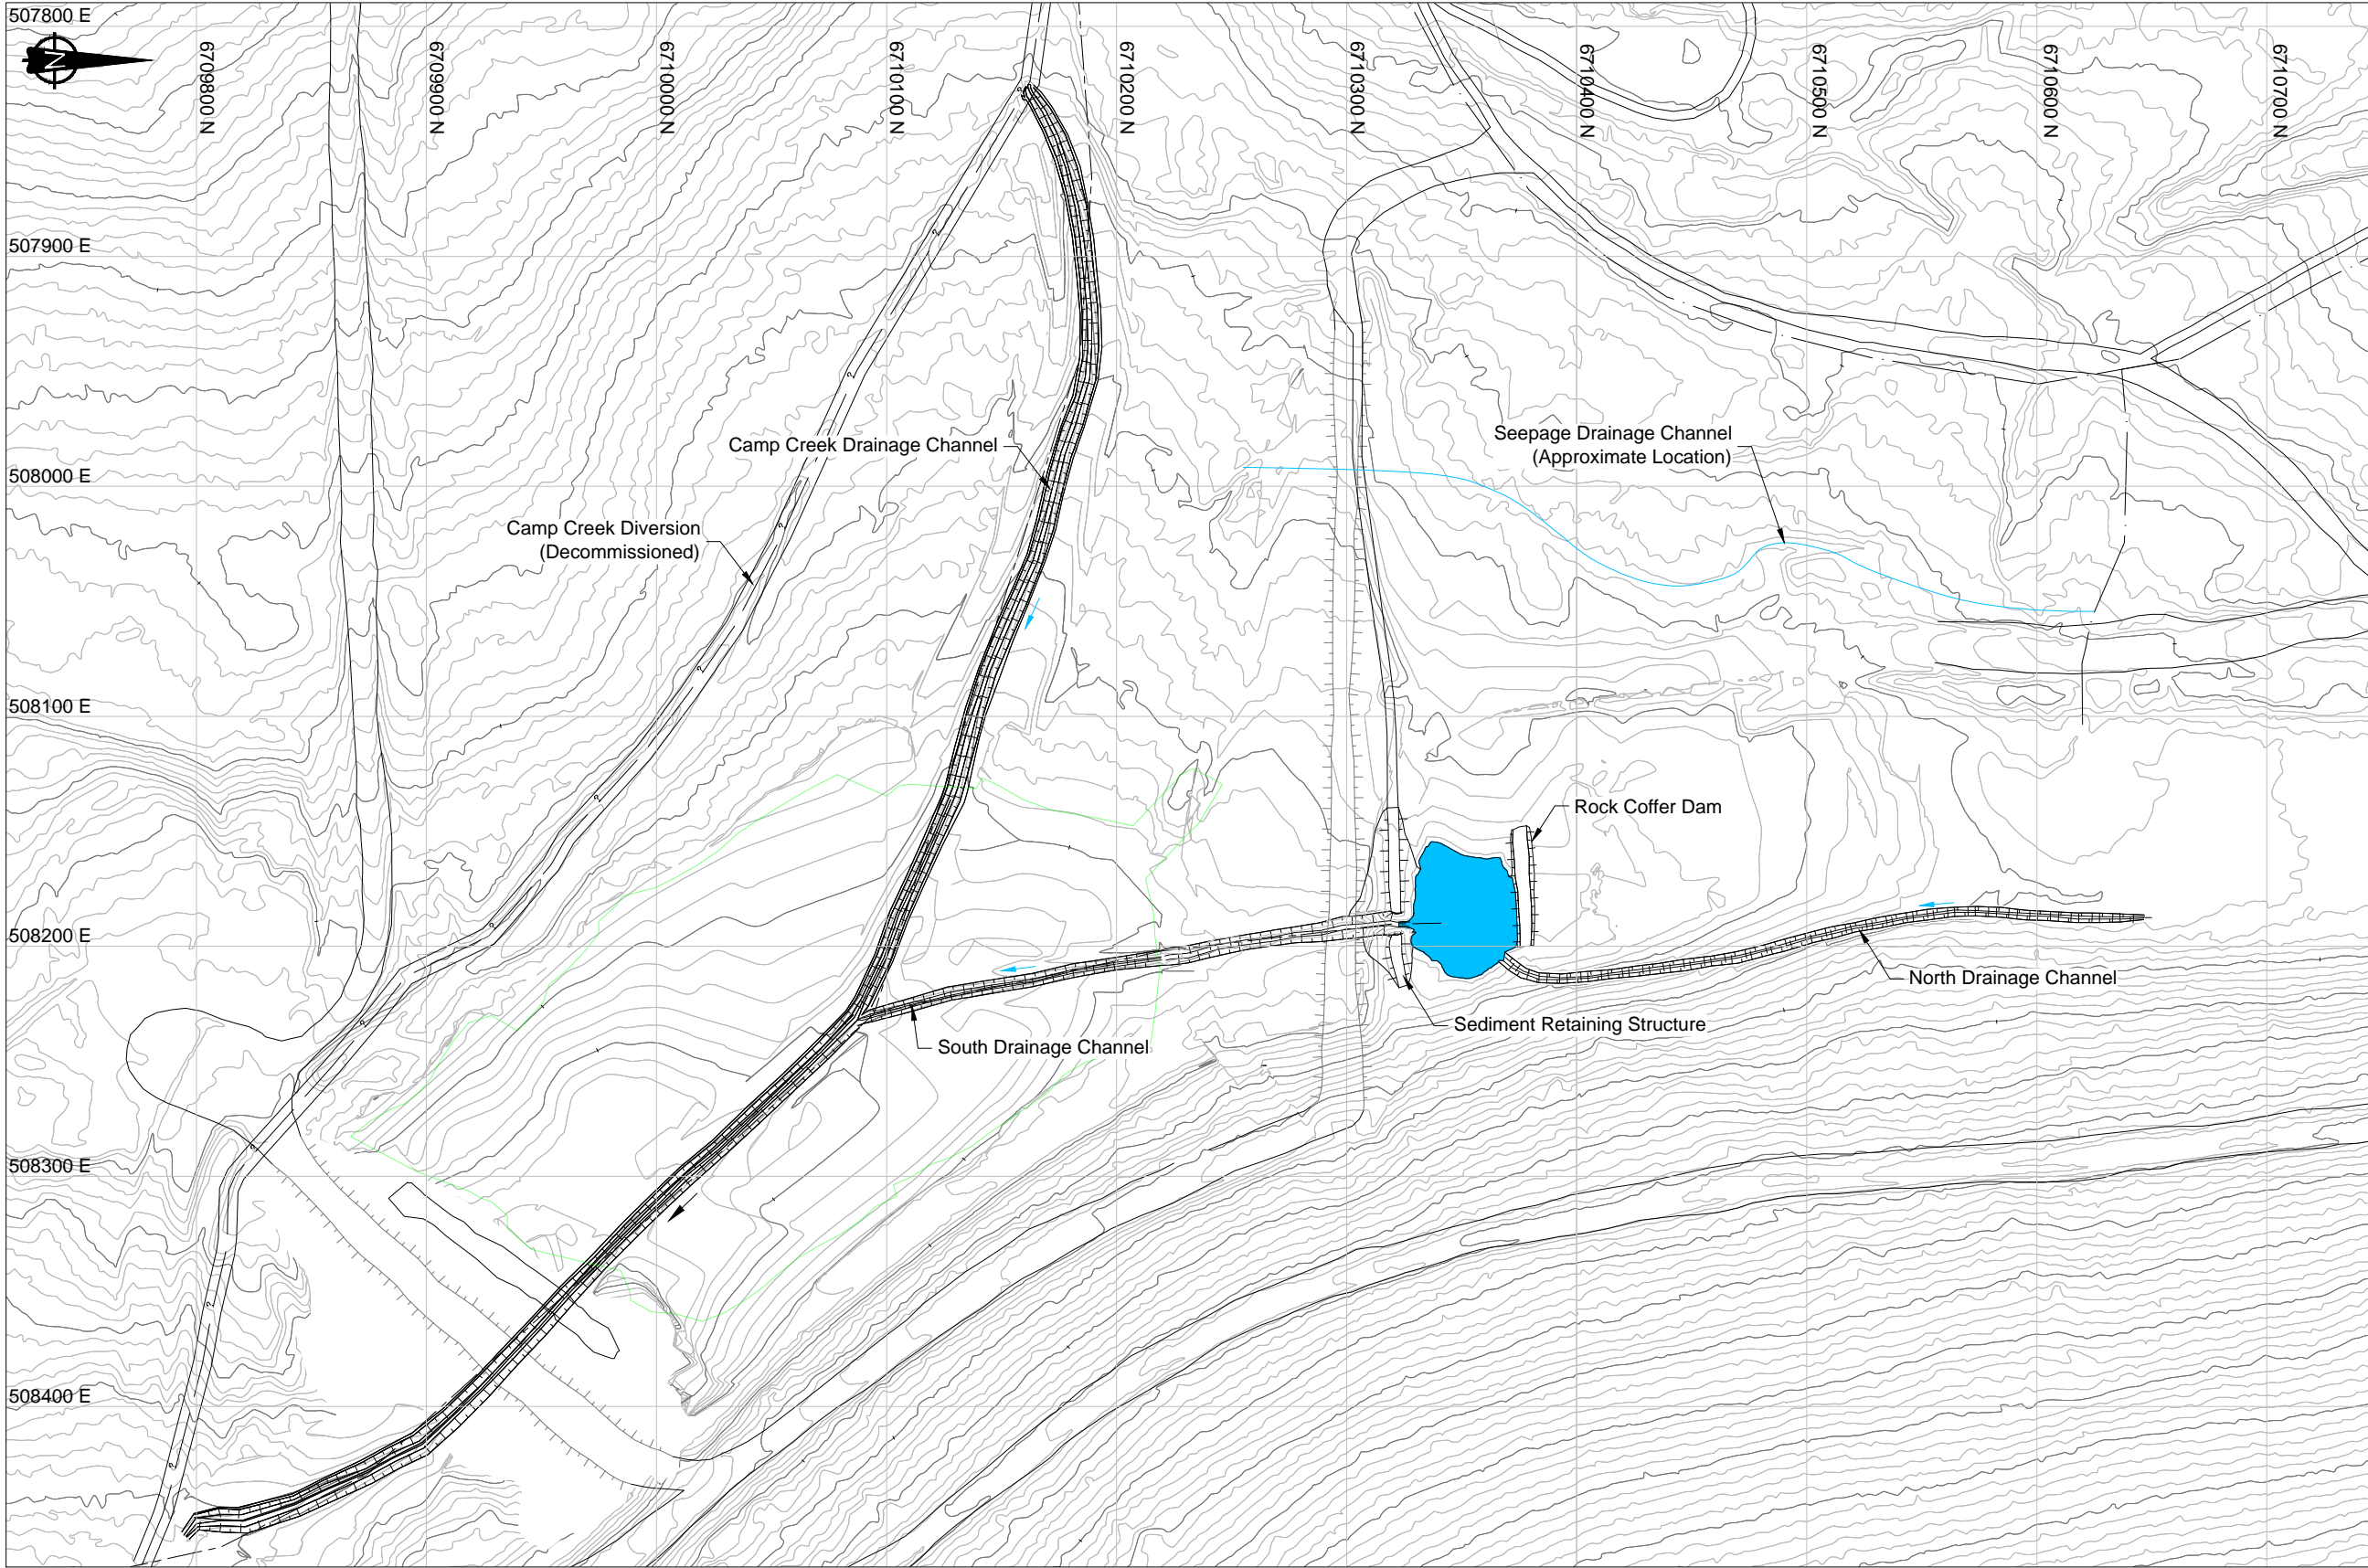 507800 E
6709800 N
6709900 N
6710000 N
6710100 N
6710200 N
6710300 N
6710400 N
6710500 N
6710600 N
6710700 N
N
507900 E
Camp Creek Drainage Channel
Seepage Drainage Channel
(Approximate Location)
508000 E
Camp Creek Diversion
(Decommissioned)
508100 E
Rock Coffer Dam
508200 E
North Drainage Channel
Sediment Retaining Structure
South Drainage Channel
508300 E
508400 E